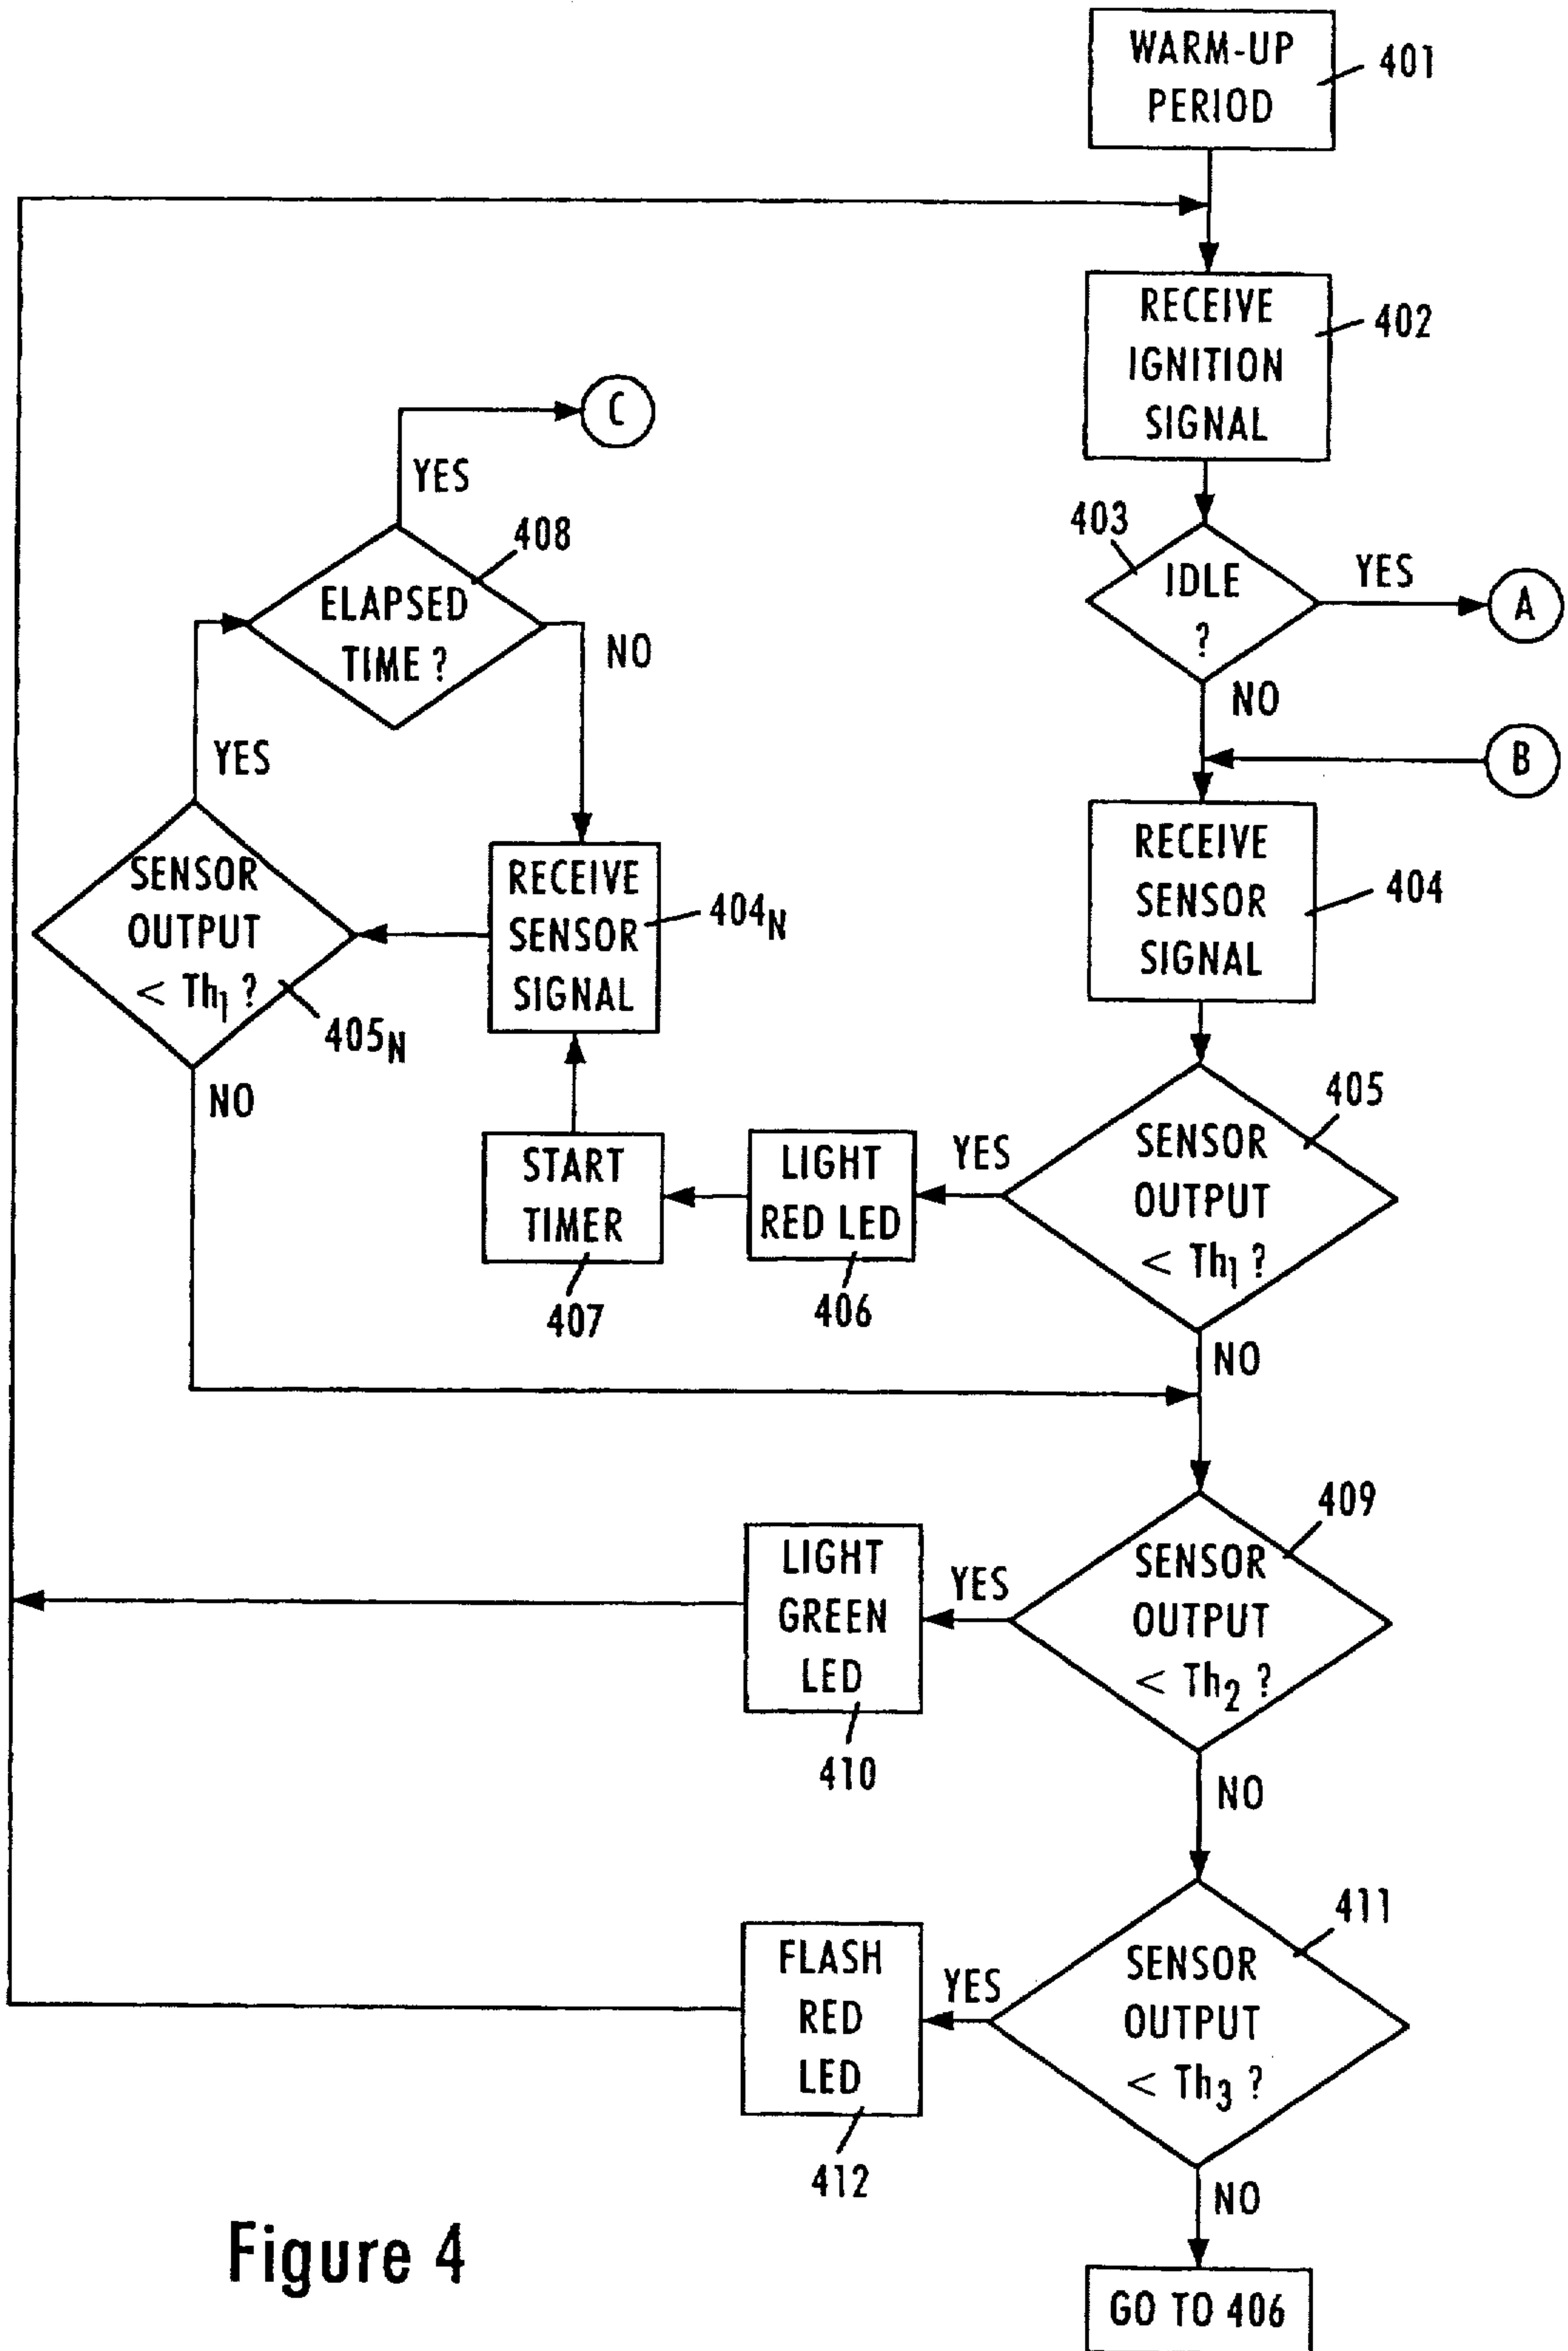 WARM-UP
PERIOD
401
RECEIVE
IGNITION
SIGNAL
402
C
YES
408
ELAPSED
TIME ?
NO
403
IDLE
?
YES
A
NO
B
YES
SENSOR
OUTPUT
< Th1 ?
405N
NO
RECEIVE
SENSOR
SIGNAL
404N
RECEIVE
SENSOR
SIGNAL
404
405
SENSOR
OUTPUT
< Th1 ?
YES
LIGHT
RED LED
406
START
TIMER
407
NO
409
SENSOR
OUTPUT
< Th2 ?
YES
LIGHT
GREEN
LED
410
NO
411
SENSOR
OUTPUT
< Th3 ?
YES
FLASH
RED
LED
412
NO
GO TO 406
Figure 4